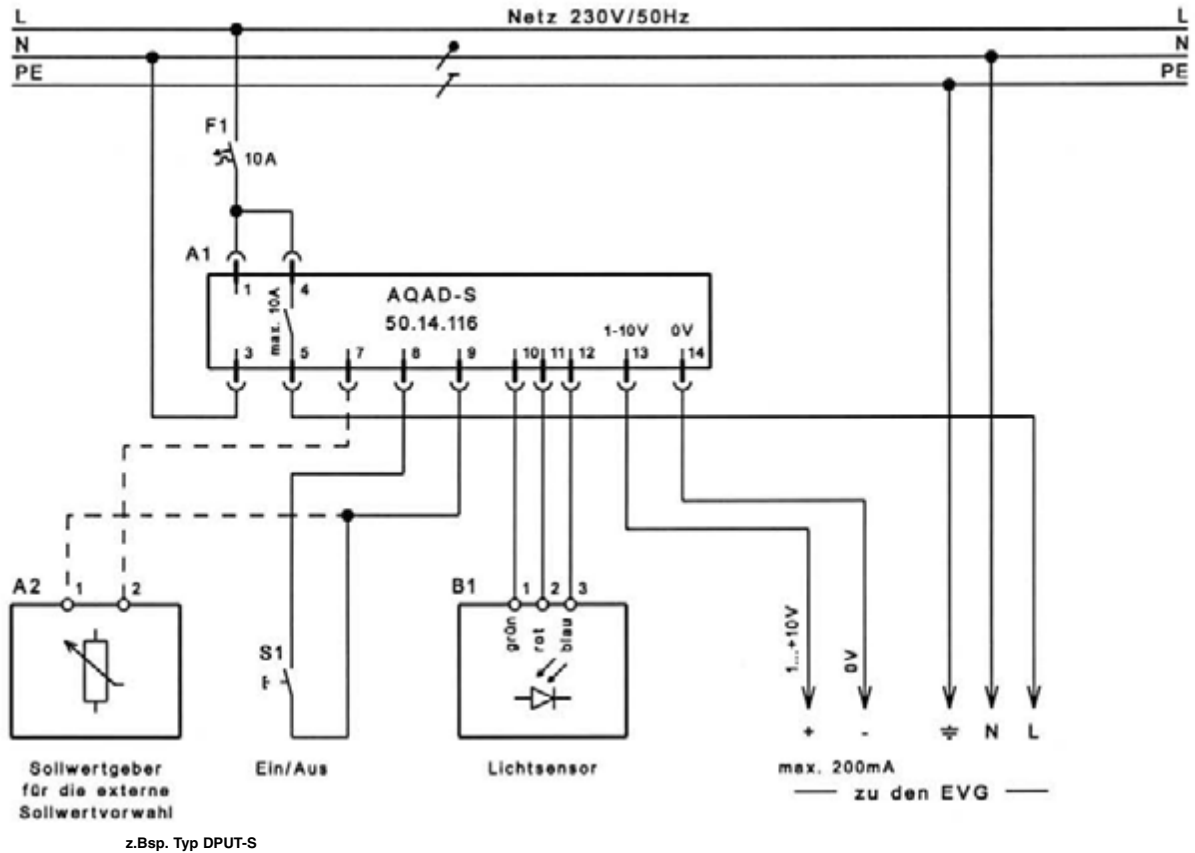 L Netz 230V/50Hz L
N N
PE PE
F1
10A
A1
1 4 AQAD-S
max. 10A
50.14.116
1-10V 0V
3 5 7 8 9 10 11 12 13 14
A2 1 2
B1 1 2 3
grün
rot
blau
S1
1...+10V
0V
+ - N L
Sollwertgeber
für die externe
Sollwertvorwahl
Ein/Aus
Lichtsensor
max. 200mA
zu den EVG
z.Bsp. Typ DPUT-S